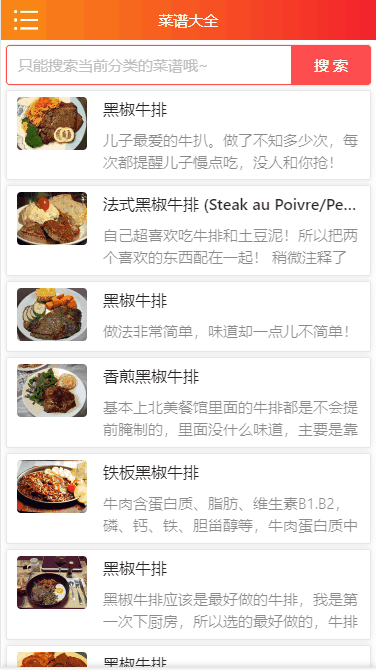 菜谱大全
只能搜索当前分类的菜谱哦~
搜 索
黑椒牛排
儿子最爱的牛扒。做了不知多少次，每
次都提醒儿子慢点吃，没人和你抢！
法式黑椒牛排 (Steak au Poivre/Pe...
自己超喜欢吃牛排和土豆泥！所以把两
个喜欢的东西配在一起！ 稍微注释了
黑椒牛排
做法非常简单，味道却一点儿不简单！
香煎黑椒牛排
基本上北美餐馆里面的牛排都是不会提
前腌制的，里面没什么味道，主要是靠
铁板黑椒牛排
牛肉含蛋白质、脂肪、维生素B1.B2，
磷、钙、铁、胆甾醇等，牛肉蛋白质中
黑椒牛排
黑椒牛排应该是最好做的牛排，我是第
一次下厨房，所以选的最好做的，牛排
黑椒牛排